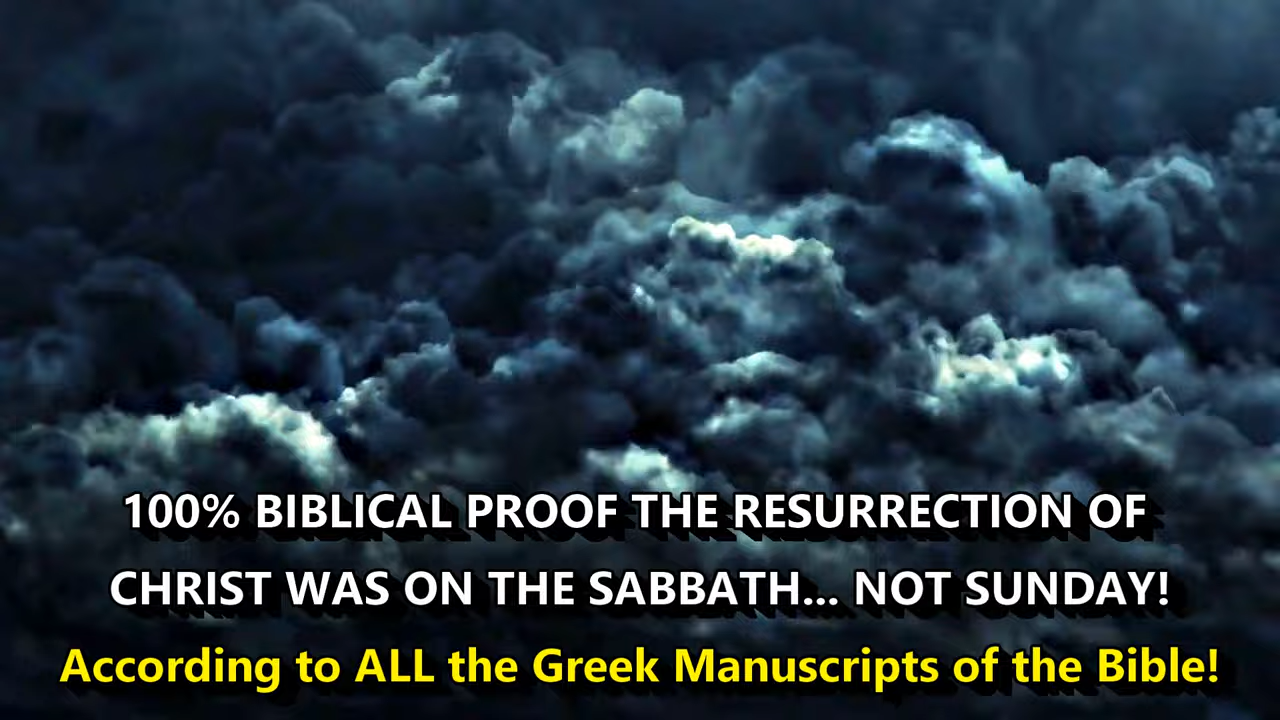 100% BIBLICAL PROOF THE RESURRECTION OF
CHRIST WAS ON THE SABBATH... NOT SUNDAY!
According to ALL the Greek Manuscripts of the Bible!